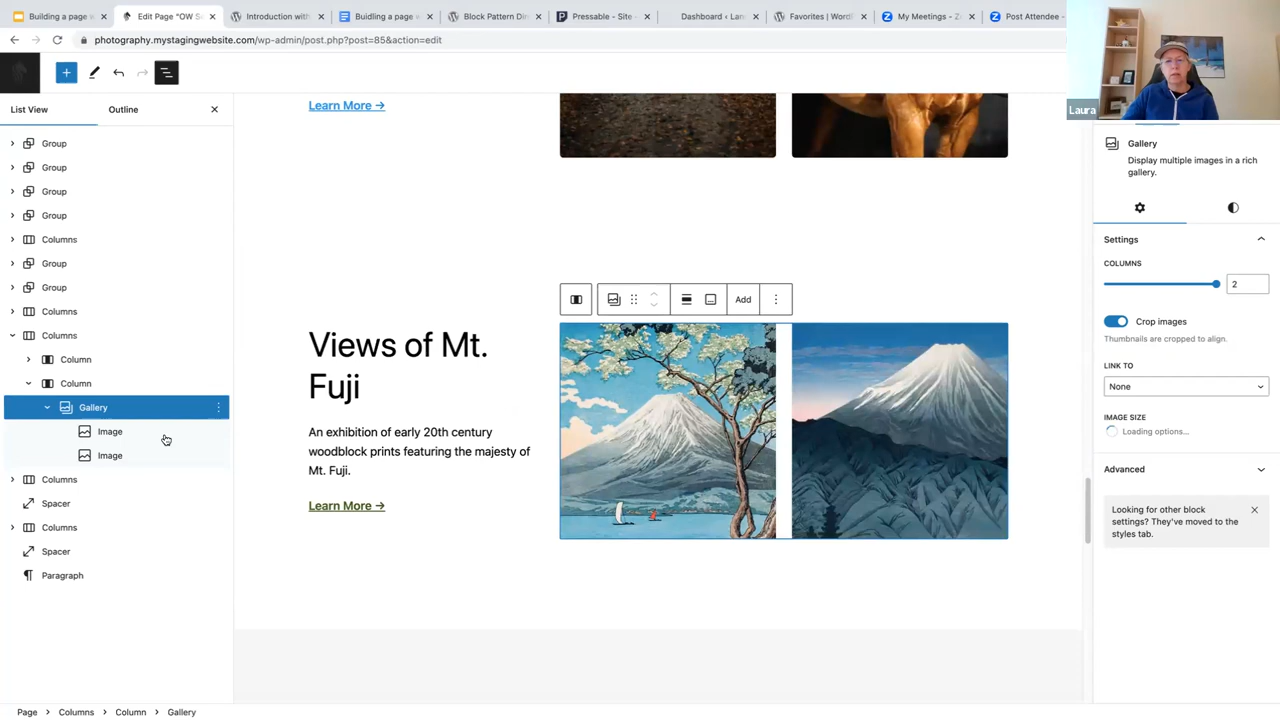 Building a page w
Edit Page "OW S
Introduction with
Buidling a page w
Block Pattern Dir
Pressable - Site
Dashboard ‹ Lan
Favorites | Word
My Meetings - Z
Post Attendee
photography.mystagingwebsite.com/wp-admin/post.php?post=85&action=edit
Laura
List View
Outline
Group
Group
Group
Group
Columns
Group
Group
Columns
Columns
Column
Column
Gallery
Image
Image
Columns
Spacer
Columns
Spacer
Paragraph
Learn More →
Add
Views of Mt.
Fuji
An exhibition of early 20th century
woodblock prints featuring the majesty of
Mt. Fuji.
Learn More →
Gallery
Display multiple images in a rich
gallery.
Settings
COLUMNS
2
Crop images
Thumbnails are cropped to align.
LINK TO
None
IMAGE SIZE
Loading options...
Advanced
Looking for other block
settings? They've moved to the
styles tab.
Page
Columns
Column
Gallery